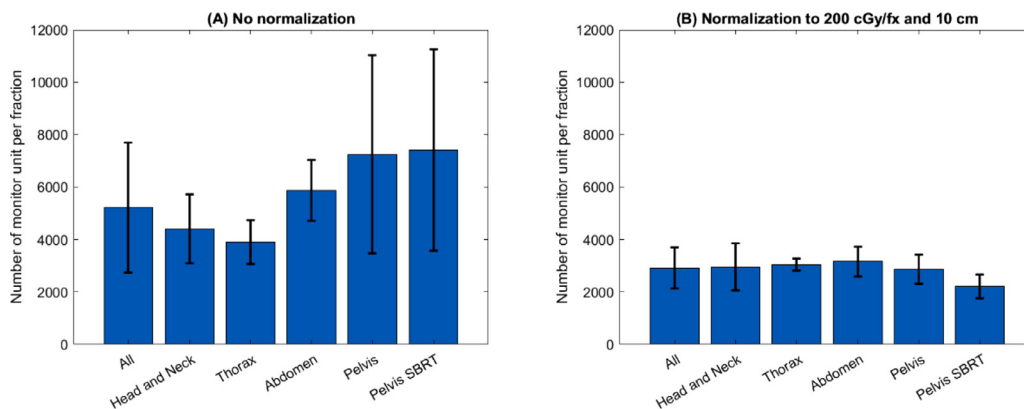 (A) No normalization
Number of monitor unit per fraction
12000
10000
8000
6000
4000
2000
0
All
Head and Neck
Thorax
Abdomen
Pelvis
Pelvis SBRT
(B) Normalization to 200 cGy/fx and 10 cm
Number of monitor unit per fraction
12000
10000
8000
6000
4000
2000
0
All
Head and Neck
Thorax
Abdomen
Pelvis
Pelvis SBRT